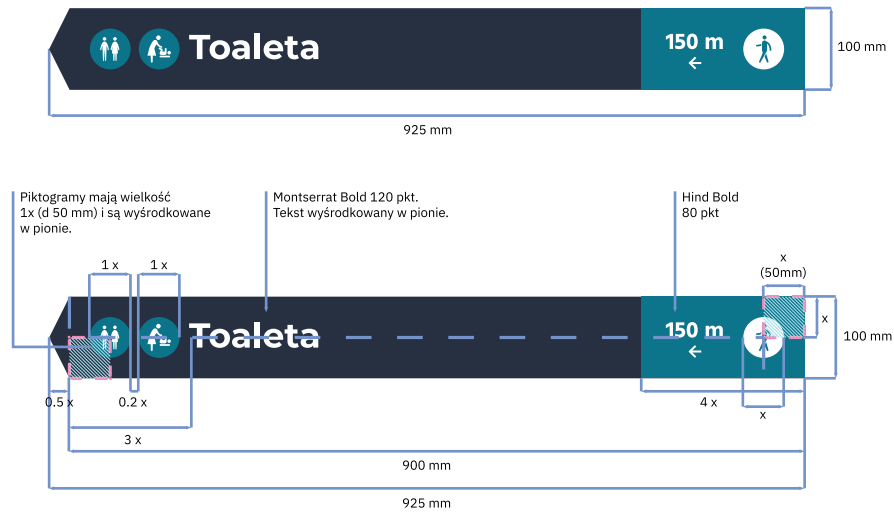 Toaleta
150 m
←
100 mm
925 mm
Piktogramy mają wielkość
1x (d 50 mm) i są wyśrodkowane
w pionie.
Montserrat Bold 120 pkt.
Tekst wyśrodkowany w pionie.
Hind Bold
80 pkt
1 x
1 x
x
(50mm)
Toaleta
150 m
←
x
100 mm
0.5 x
0.2 x
4 x
x
3 x
900 mm
925 mm